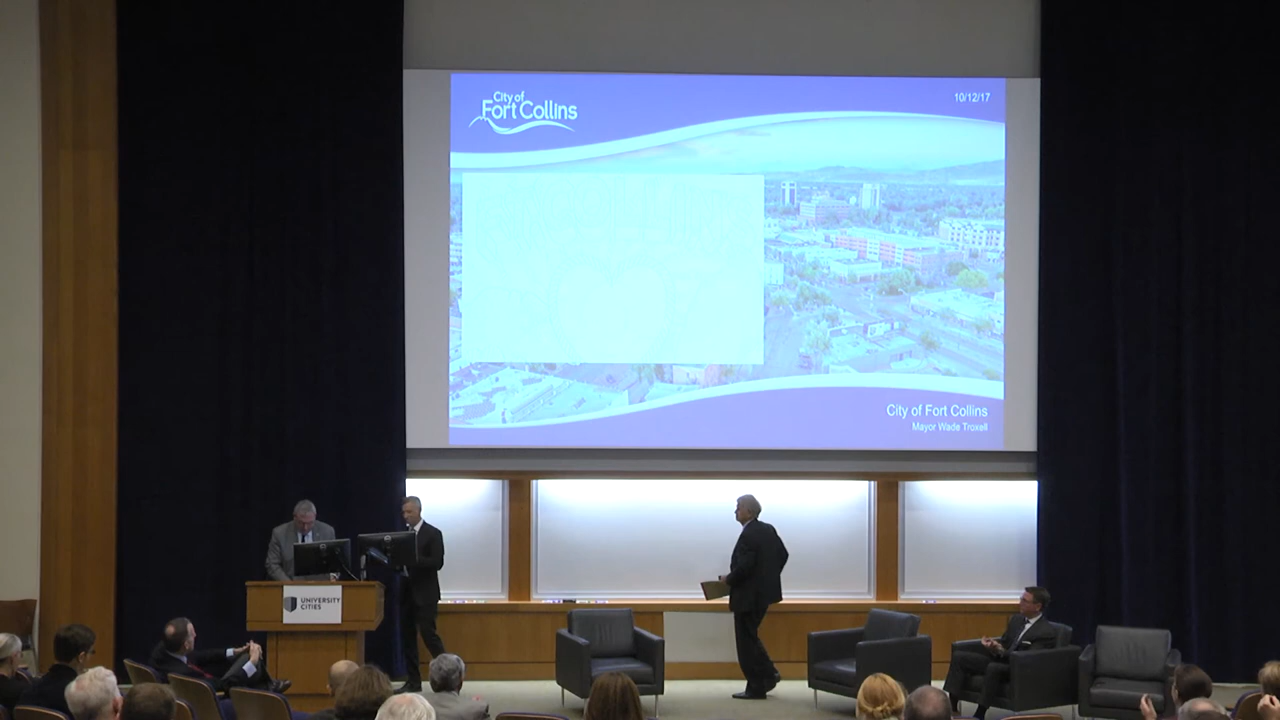 City of
Fort Collins
10/12/17
City of Fort Collins
Mayor Wade Troxell
UNIVERSITY
CITIES